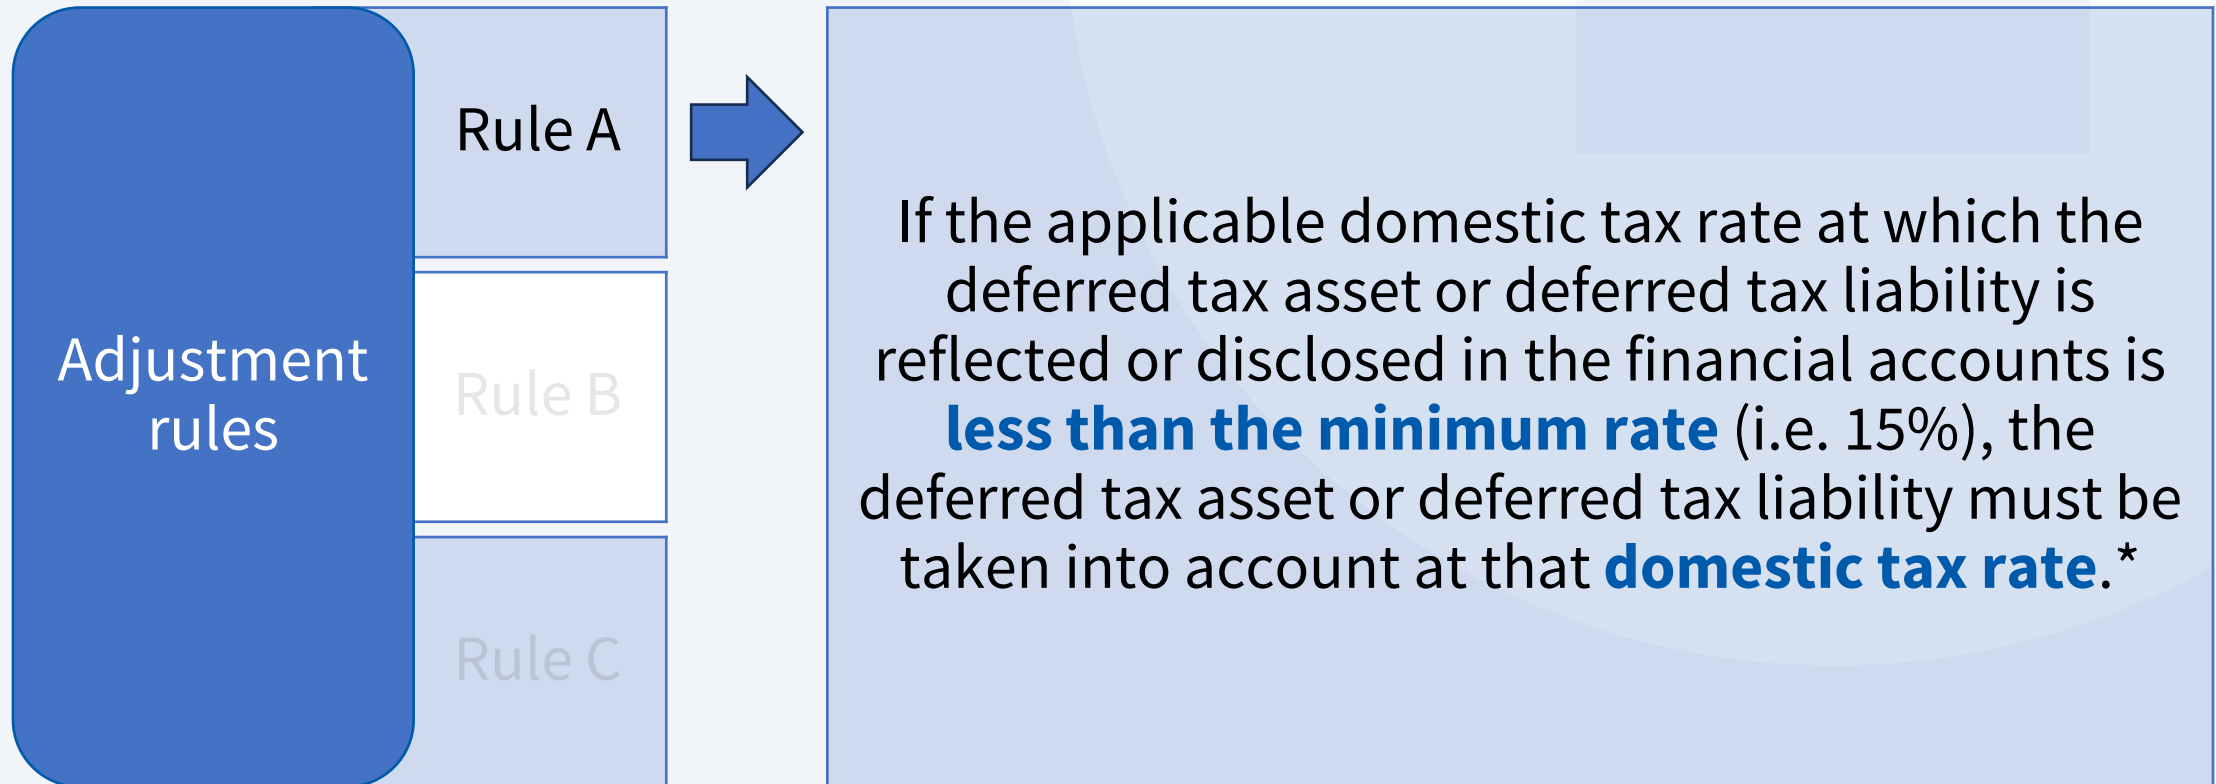 Adjustment
rules
Rule A
Rule B
Rule C
If the applicable domestic tax rate at which the
deferred tax asset or deferred tax liability is
reflected or disclosed in the financial accounts is
less than the minimum rate (i.e. 15%), the
deferred tax asset or deferred tax liability must be
taken into account at that domestic tax rate.*